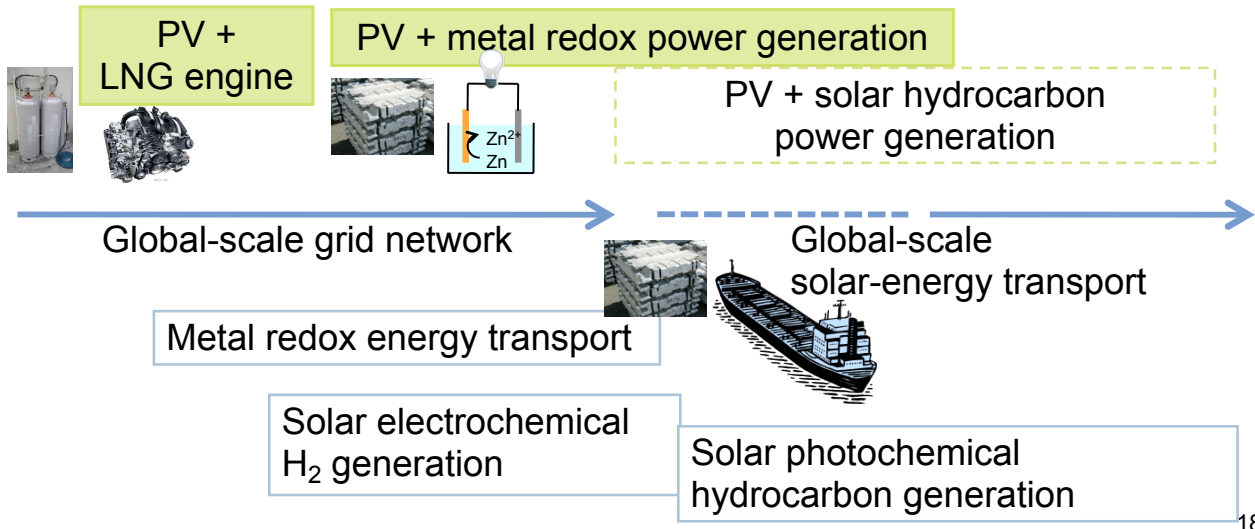 PV +
LNG engine
PV + metal redox power generation
Zn²⁺
Zn
PV + solar hydrocarbon
power generation
Global-scale grid network
Global-scale
solar-energy transport
Metal redox energy transport
Solar electrochemical
H₂ generation
Solar photochemical
hydrocarbon generation
18